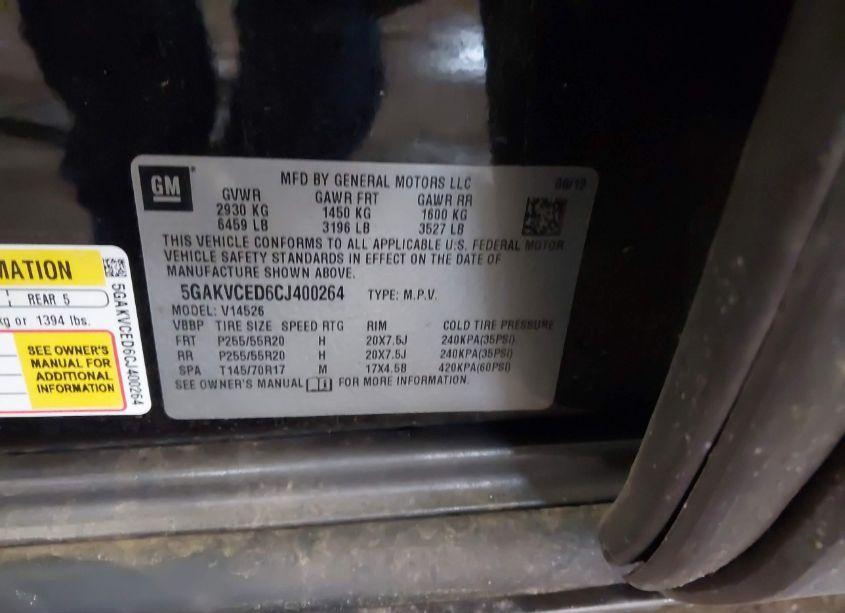 GM
MFD BY GENERAL MOTORS LLC
GVWR GAWR FRT GAWR RR
2930 KG 1450 KG 1600 KG
6459 LB 3196 LB 3527 LB
THIS VEHICLE CONFORMS TO ALL APPLICABLE U.S. FEDERAL MOTOR
VEHICLE SAFETY STANDARDS IN EFFECT ON THE DATE OF
MANUFACTURE SHOWN ABOVE.
5GAKVCED6CJ400264 TYPE: M.P.V.
MODEL: V14526
VBBP TIRE SIZE SPEED RTG RIM COLD TIRE PRESSURE
FRT P255/55R20 H 20X7.5J 240KPA(35PSI)
RR P255/55R20 H 20X7.5J 240KPA(35PSI)
SPA T145/70R17 M 17X4.5B 420KPA(60PSI)
SEE OWNER'S MANUAL FOR MORE INFORMATION.
MATION
REAR 5
kg or 1394 lbs.
SEE OWNER'S
MANUAL FOR
ADDITIONAL
INFORMATION
5GAKVCED6CJ400264